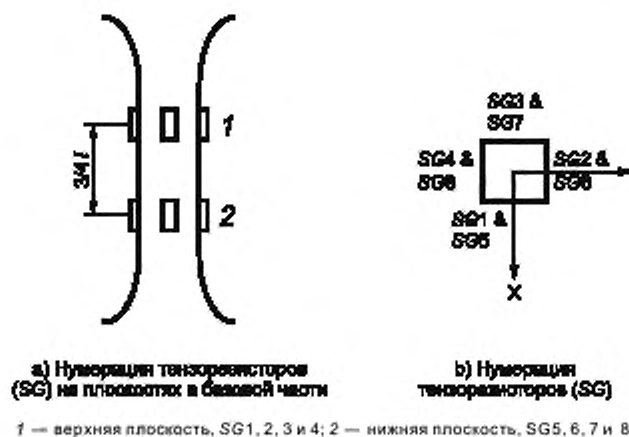 1
3/4 l
2
SG3 &
SG7
SG4 &
SG8
SG2 &
SG6
SG1 &
SG5
X
a) Нумерация тензорезисторов
(SG) на плоскостях в базовой части
b) Нумерация
тензорезисторов (SG)
1 — верхняя плоскость, SG1, 2, 3 и 4; 2 — нижняя плоскость, SG5, 6, 7 и 8